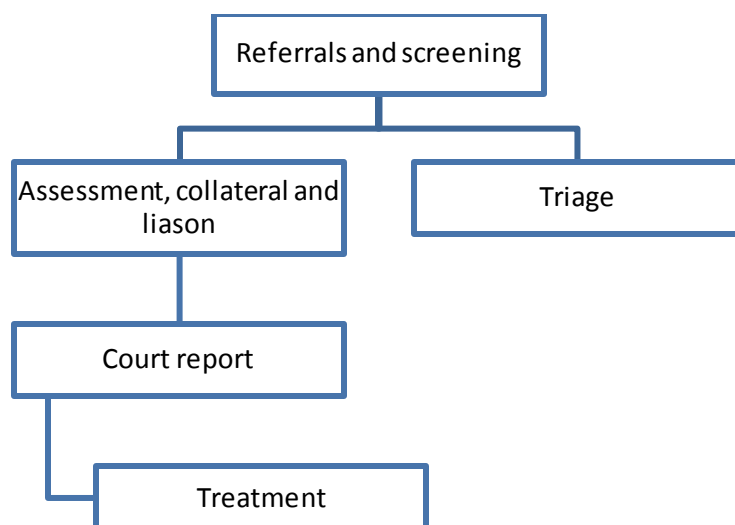 Referrals and screening
Assessment, collateral and
liason
Triage
Court report
Treatment